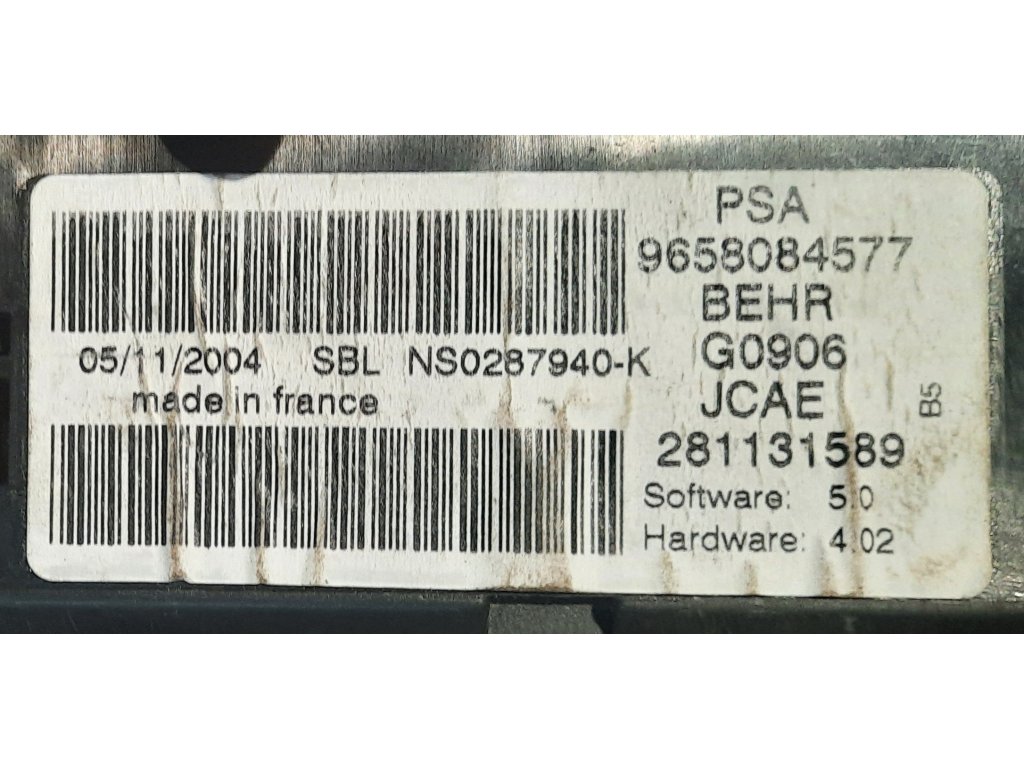 PSA
9658084577
BEHR
05/11/2004 SBL NS0287940-K G0906
made in france JCAE
B5
281131589
Software: 5.0
Hardware: 4.02